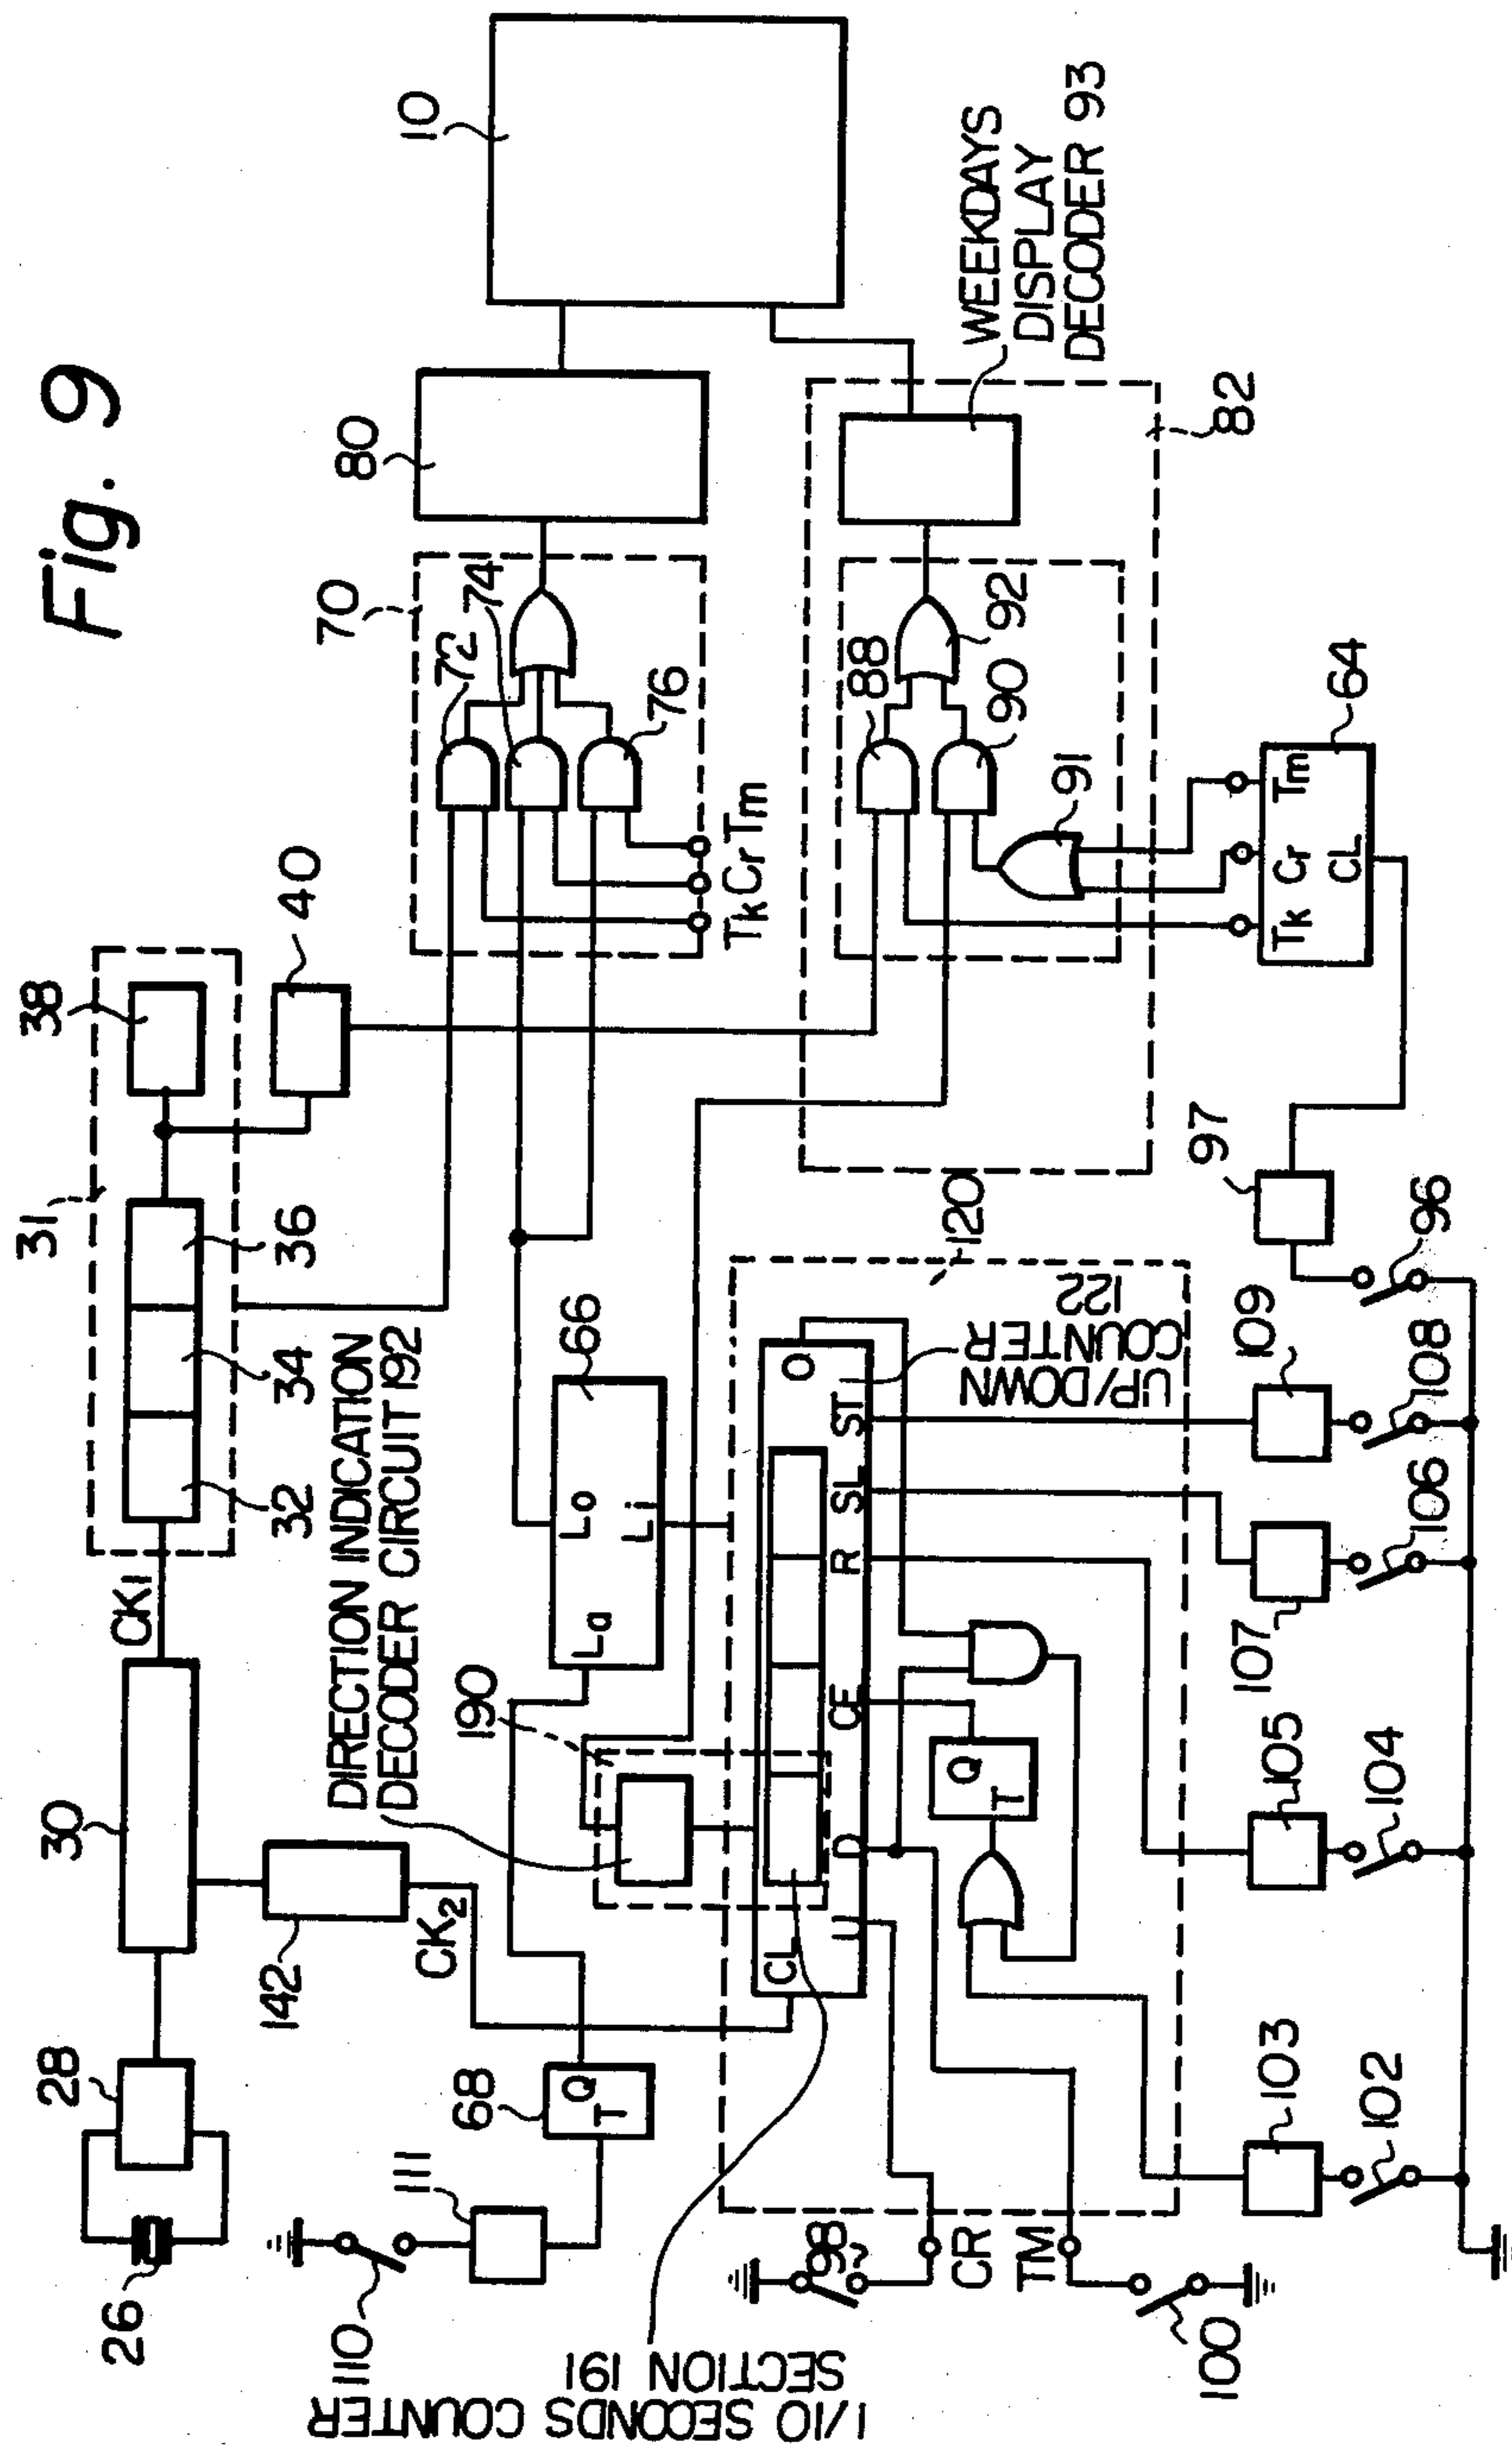 Fig. 9
10
80
70
72
74
76
Tk Cr Tm
WEEKDAYS
DISPLAY
DECODER 93
82
88
90
92
91
64
Tk Cr Tm
CL
31
38
40
36
34
32
CK1
30
28
26
142
CK2
DIRECTION INDICATION
DECODER CIRCUIT 192
66
Lo
La
Li
190
120
UP/DOWN
COUNTER
122
CL
O
U
D
CE
R
SL
ST
Q
T
68
Q
T
111
110
1/10 SECONDS COUNTER
SECTION 191
98
CR
TM
100
103
102
105
104
107
106
109
108
97
96